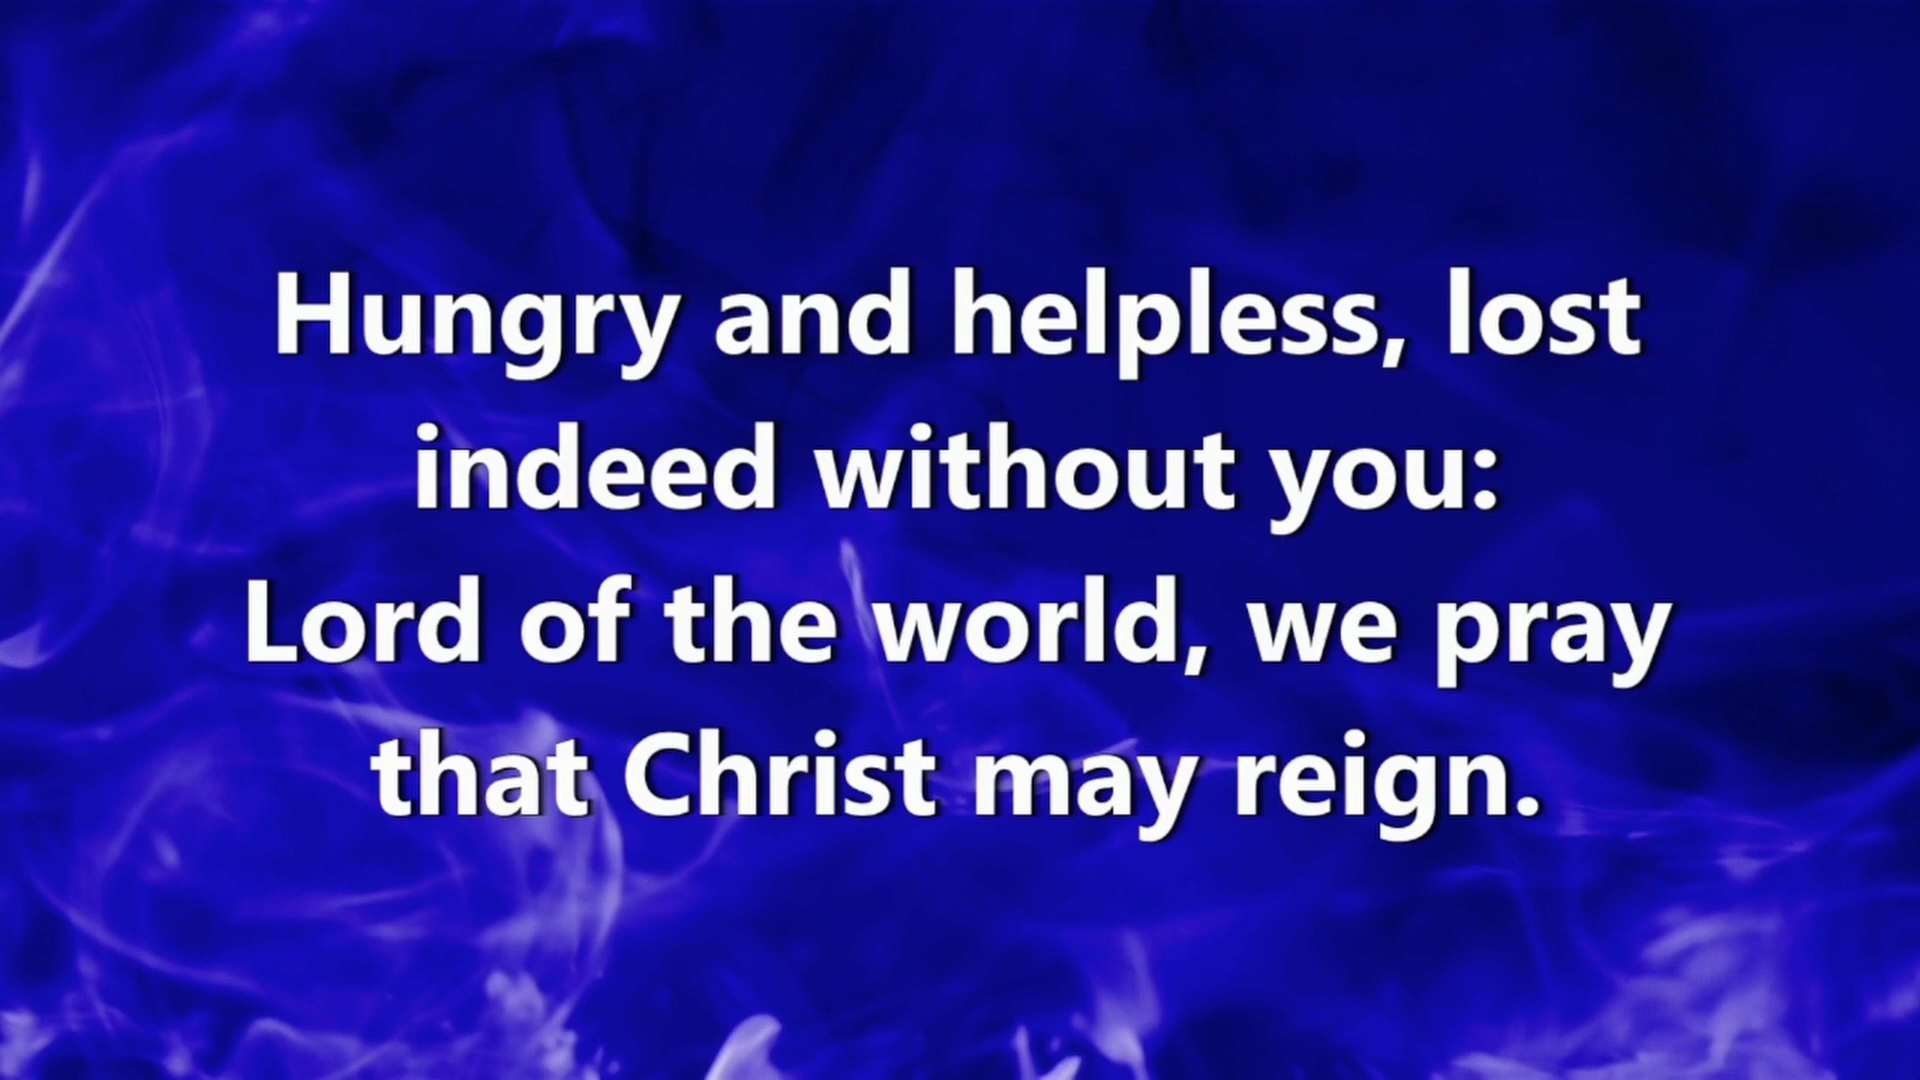 Hungry and helpless, lost
indeed without you:
Lord of the world, we pray
that Christ may reign.